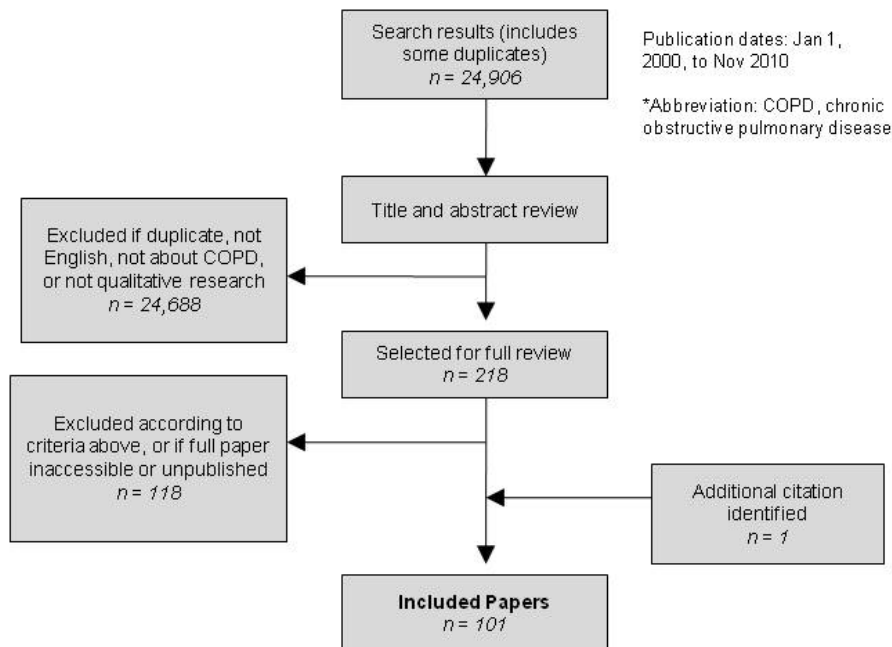 Search results (includes
some duplicates)
n = 24,906
Publication dates: Jan 1,
2000, to Nov 2010
*Abbreviation: COPD, chronic
obstructive pulmonary disease
Title and abstract review
Excluded if duplicate, not
English, not about COPD,
or not qualitative research
n = 24,688
Selected for full review
n = 218
Excluded according to
criteria above, or if full paper
inaccessible or unpublished
n = 118
Additional citation
identified
n = 1
Included Papers
n = 101